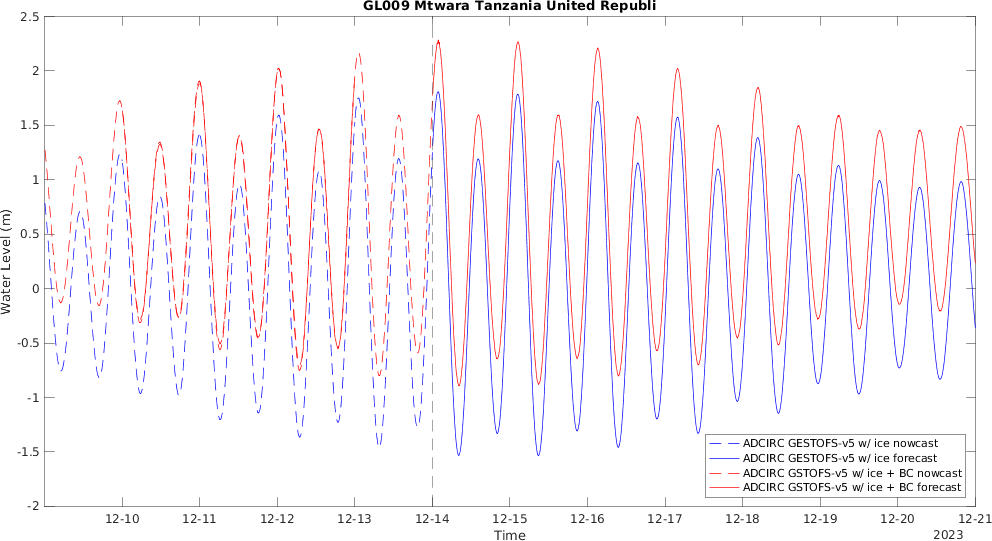 GL009 Mtwara Tanzania United Republi
2.5
2
1.5
1
0.5
0
-0.5
-1
-1.5
-2
Water Level (m)
12-10 12-11 12-12 12-13 12-14 12-15 12-16 12-17 12-18 12-19 12-20 12-21
Time
2023
ADCIRC GESTOFS-v5 w/ ice nowcast
ADCIRC GESTOFS-v5 w/ ice forecast
ADCIRC GSTOFS-v5 w/ ice + BC nowcast
ADCIRC GSTOFS-v5 w/ ice + BC forecast